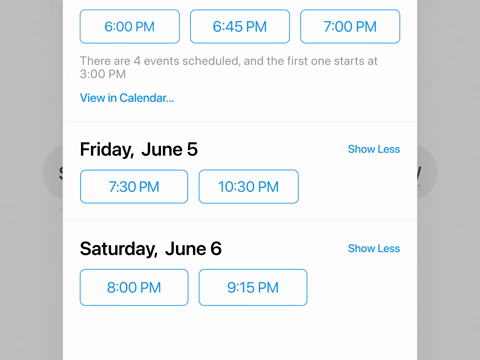 6:00 PM 6:45 PM 7:00 PM
There are 4 events scheduled, and the first one starts at
3:00 PM
View in Calendar...
Friday, June 5 Show Less
7:30 PM 10:30 PM
Saturday, June 6 Show Less
8:00 PM 9:15 PM